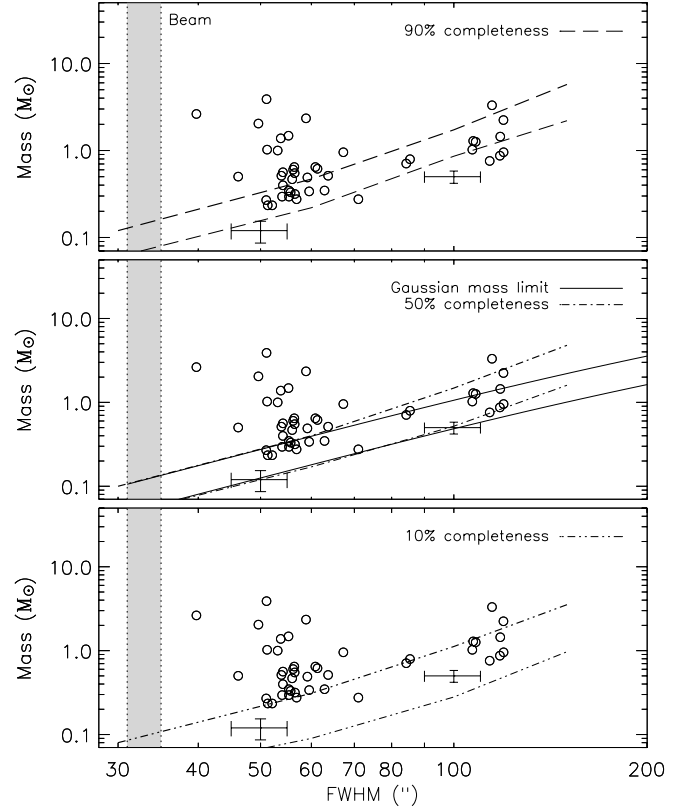 Beam
90% completeness
10.0
1.0
0.1
Mass (M⊙)
Gaussian mass limit
50% completeness
10.0
1.0
0.1
Mass (M⊙)
10% completeness
10.0
1.0
0.1
Mass (M⊙)
30 40 50 60 70 80 100 200
FWHM (")